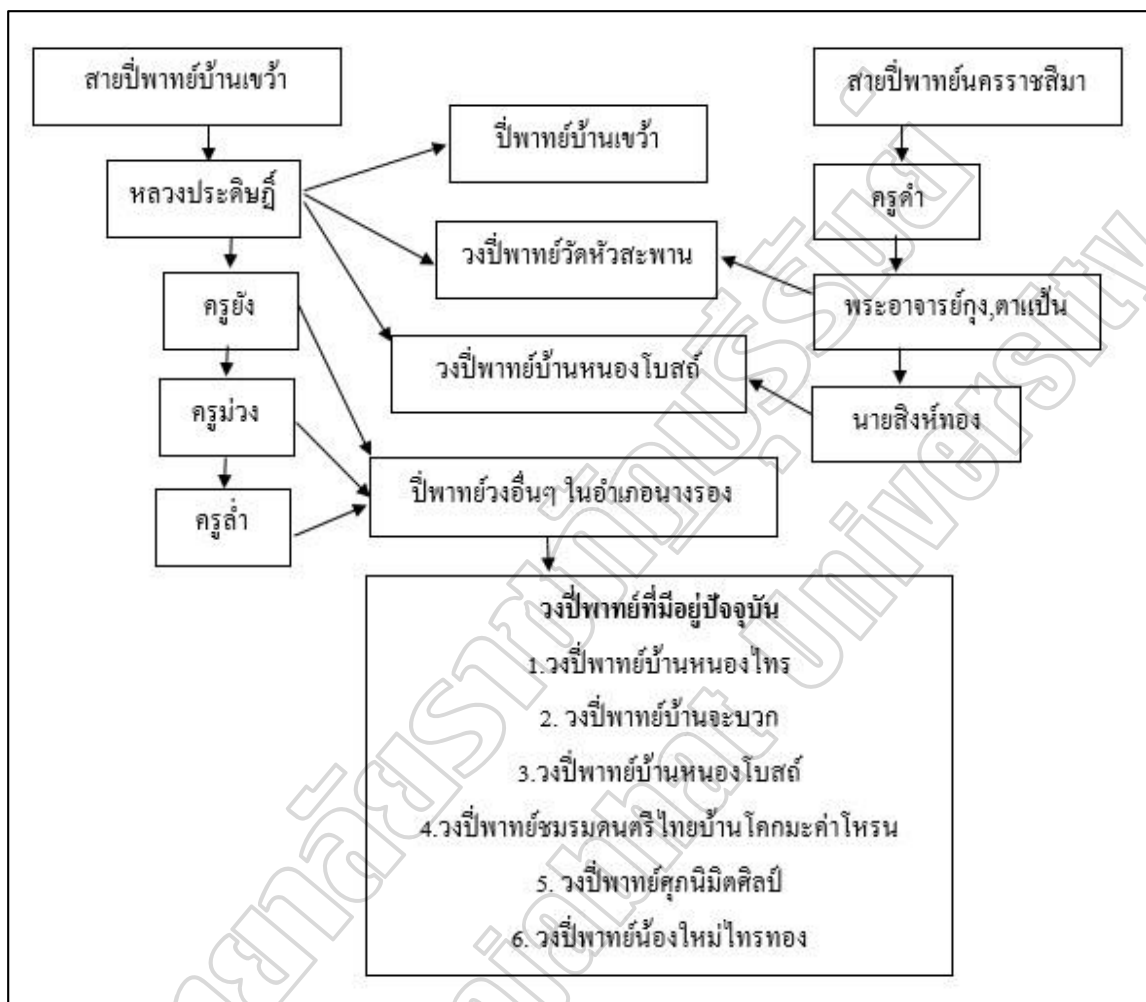 สายปี่พาทย์บ้านเขว้า
สายปี่พาทย์นครราชสีมา
ปี่พาทย์บ้านเขว้า
หลวงประดิษฏิ์
ครูดำ
วงปี่พาทย์วัดหัวสะพาน
ครูยัง
พระอาจารย์กุง,ตาแป้น
วงปี่พาทย์บ้านหนองโบสถ์
ครูม่วง
นายสิงห์ทอง
ปี่พาทย์วงอื่นๆ ในอำเภอนางรอง
ครูล่ำ
วงปี่พาทย์ที่มีอยู่ปัจจุบัน
1.วงปี่พาทย์บ้านหนองไทร
2. วงปี่พาทย์บ้านจะบวก
3.วงปี่พาทย์บ้านหนองโบสถ์
4.วงปี่พาทย์ชมรมดนตรีไทยบ้านโคกมะค่าโหรน
5. วงปี่พาทย์ศุภนิมิตศิลป์
6. วงปี่พาทย์น้องใหม่ไทรทอง
University